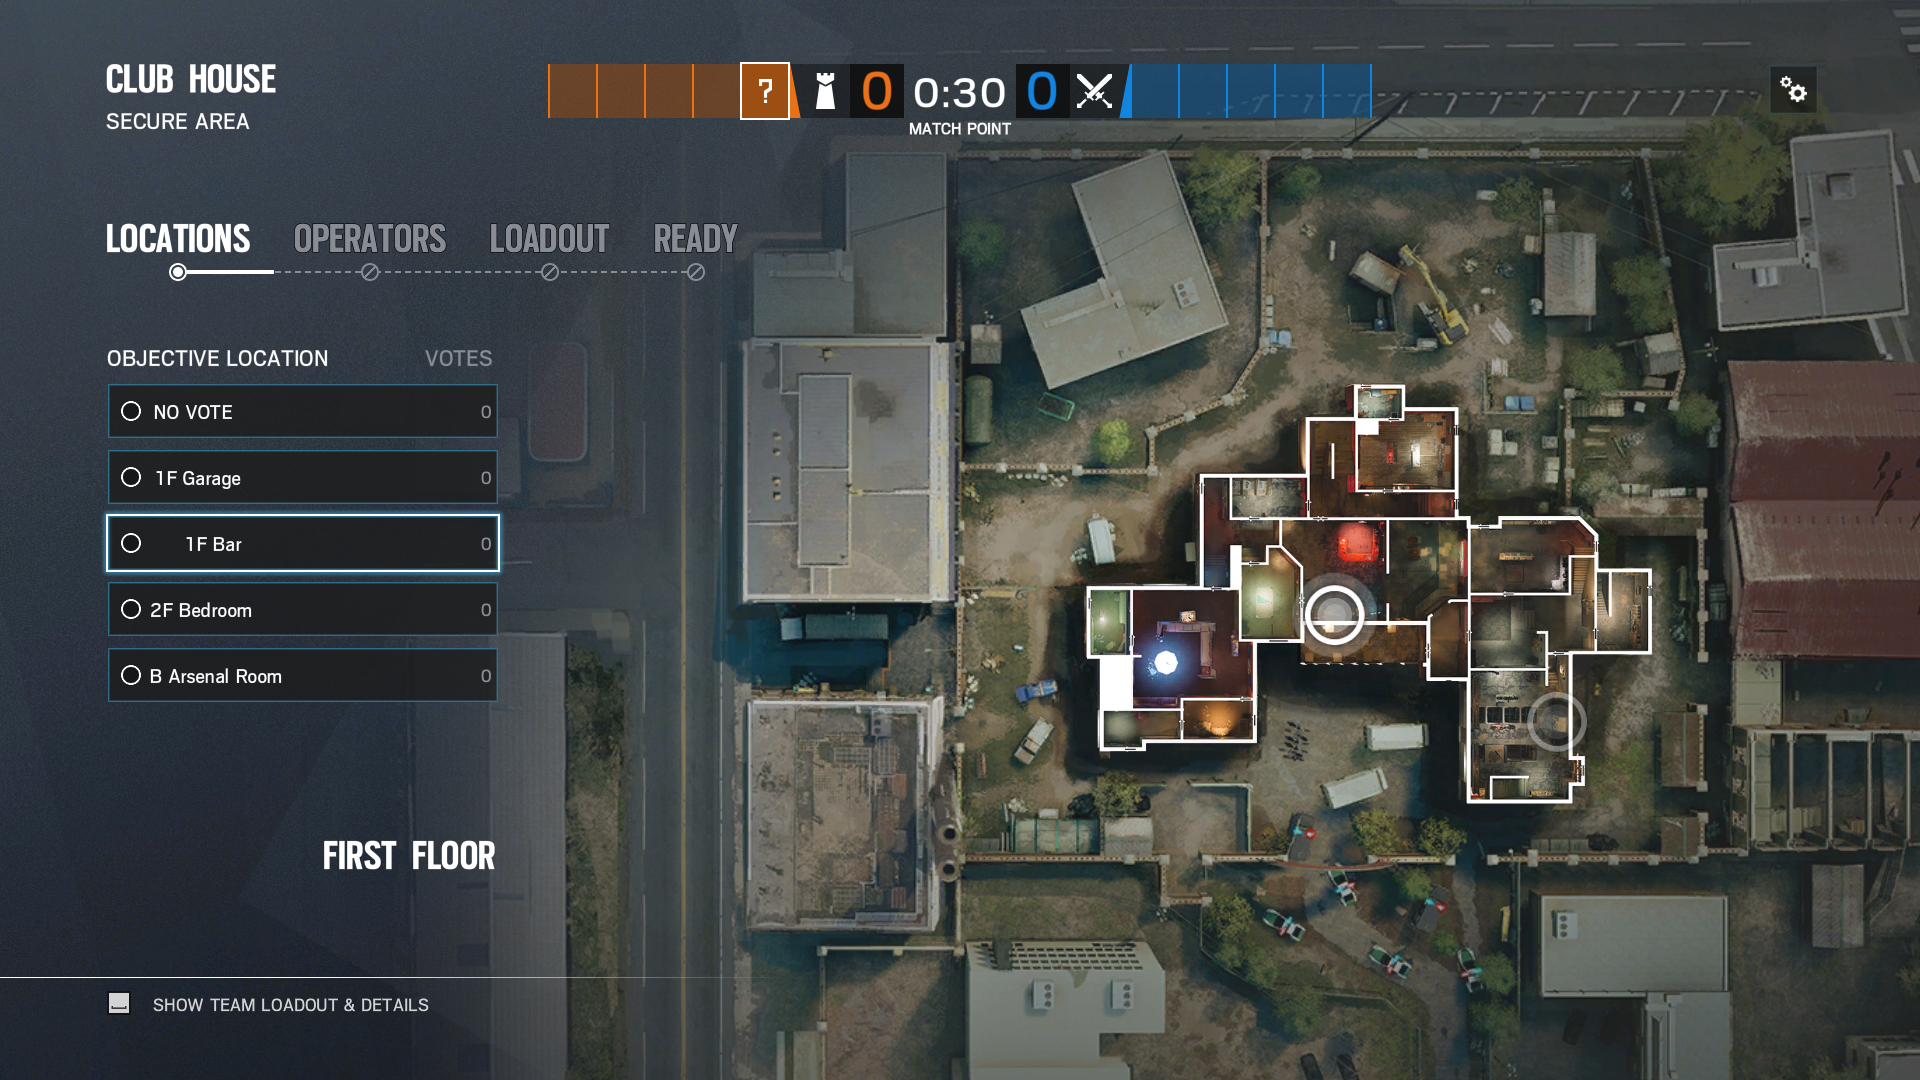 CLUB HOUSE
SECURE AREA
?
0
0:30
0
MATCH POINT
LOCATIONS
OPERATORS
LOADOUT
READY
OBJECTIVE LOCATION
VOTES
NO VOTE
0
1F Garage
0
1F Bar
0
2F Bedroom
0
B Arsenal Room
0
FIRST FLOOR
SHOW TEAM LOADOUT & DETAILS